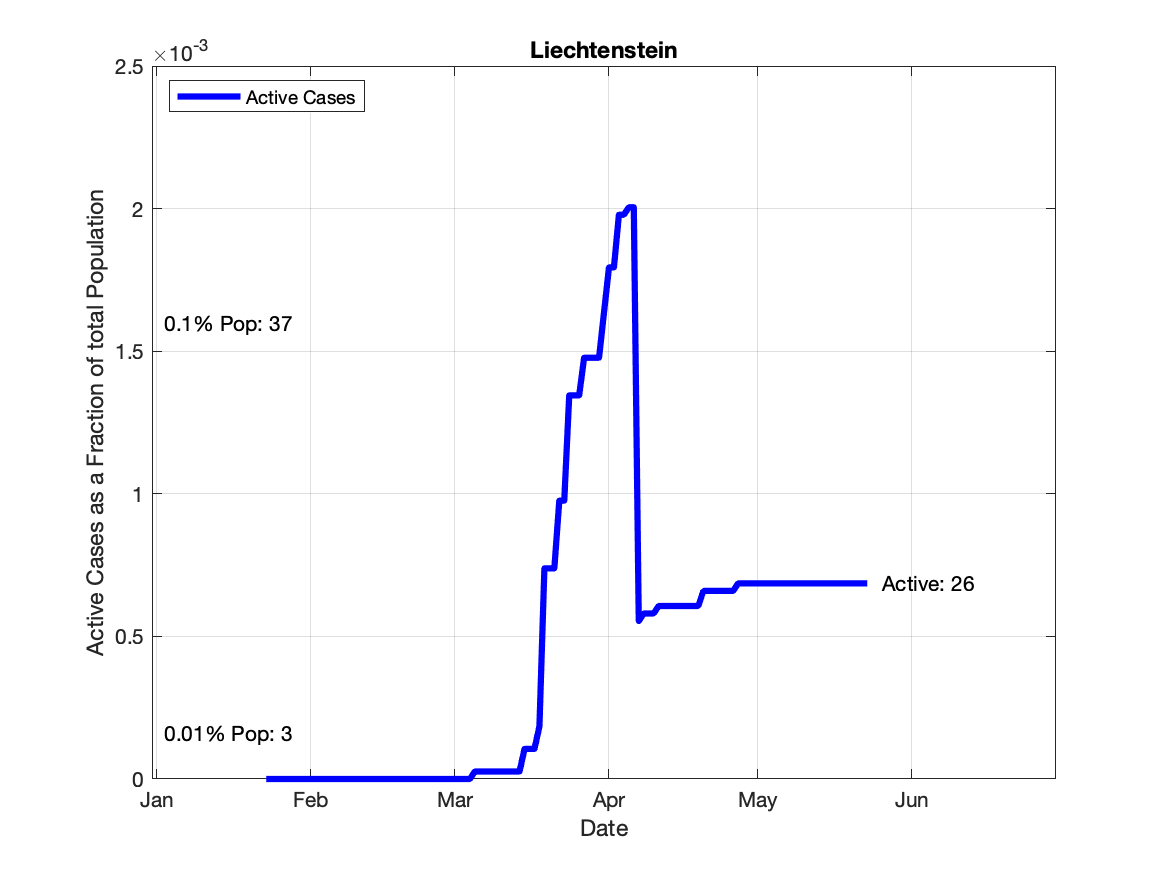 Liechtenstein
×10-3
2.5
2
1.5
1
0.5
0
Active Cases as a Fraction of total Population
Active Cases
0.1% Pop: 37
0.01% Pop: 3
Active: 26
Jan Feb Mar Apr May Jun
Date